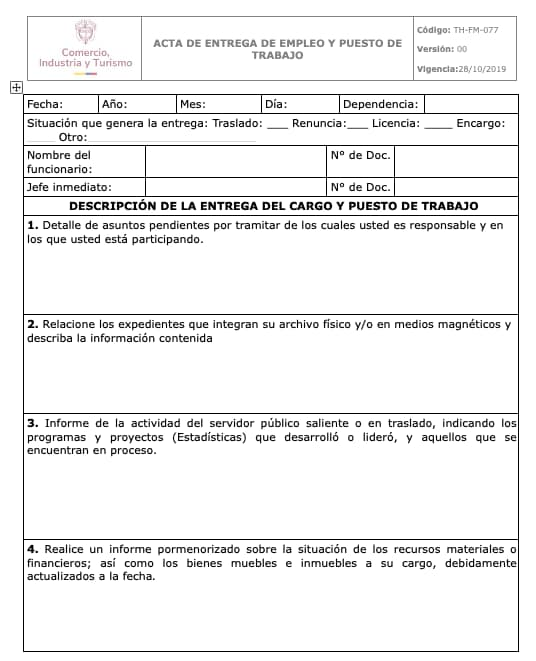 Comercio,
Industria y Turismo
ACTA DE ENTREGA DE EMPLEO Y PUESTO DE
TRABAJO
Código: TH-FM-077
Versión: 00
Vigencia:28/10/2019
Fecha: Año: Mes: Día: Dependencia:
Situación que genera la entrega: Traslado: ___ Renuncia:___ Licencia: ____ Encargo:
____ Otro:________________________
Nombre del
funcionario:
N° de Doc.
Jefe inmediato: N° de Doc.
DESCRIPCIÓN DE LA ENTREGA DEL CARGO Y PUESTO DE TRABAJO
1. Detalle de asuntos pendientes por tramitar de los cuales usted es responsable y en
los que usted está participando.
2. Relacione los expedientes que integran su archivo físico y/o en medios magnéticos y
describa la información contenida
3. Informe de la actividad del servidor público saliente o en traslado, indicando los
programas y proyectos (Estadísticas) que desarrolló o lideró, y aquellos que se
encuentran en proceso.
4. Realice un informe pormenorizado sobre la situación de los recursos materiales o
financieros; así como los bienes muebles e inmuebles a su cargo, debidamente
actualizados a la fecha.